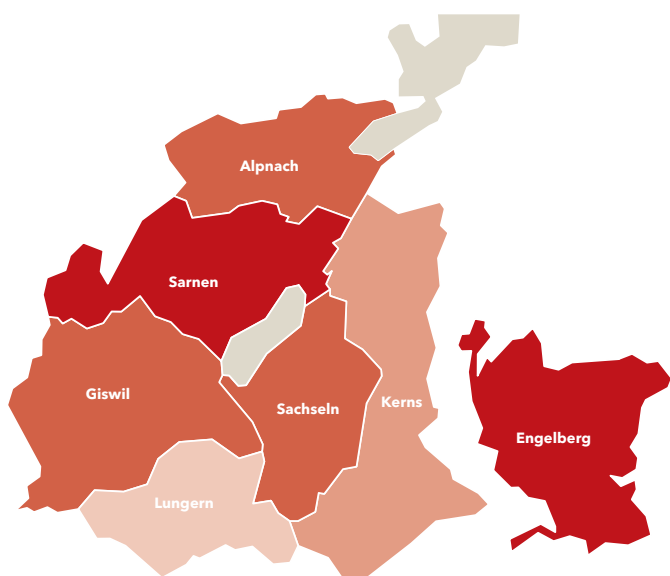 Alpnach
Sarnen
Giswil
Sachseln
Kerns
Engelberg
Lungern